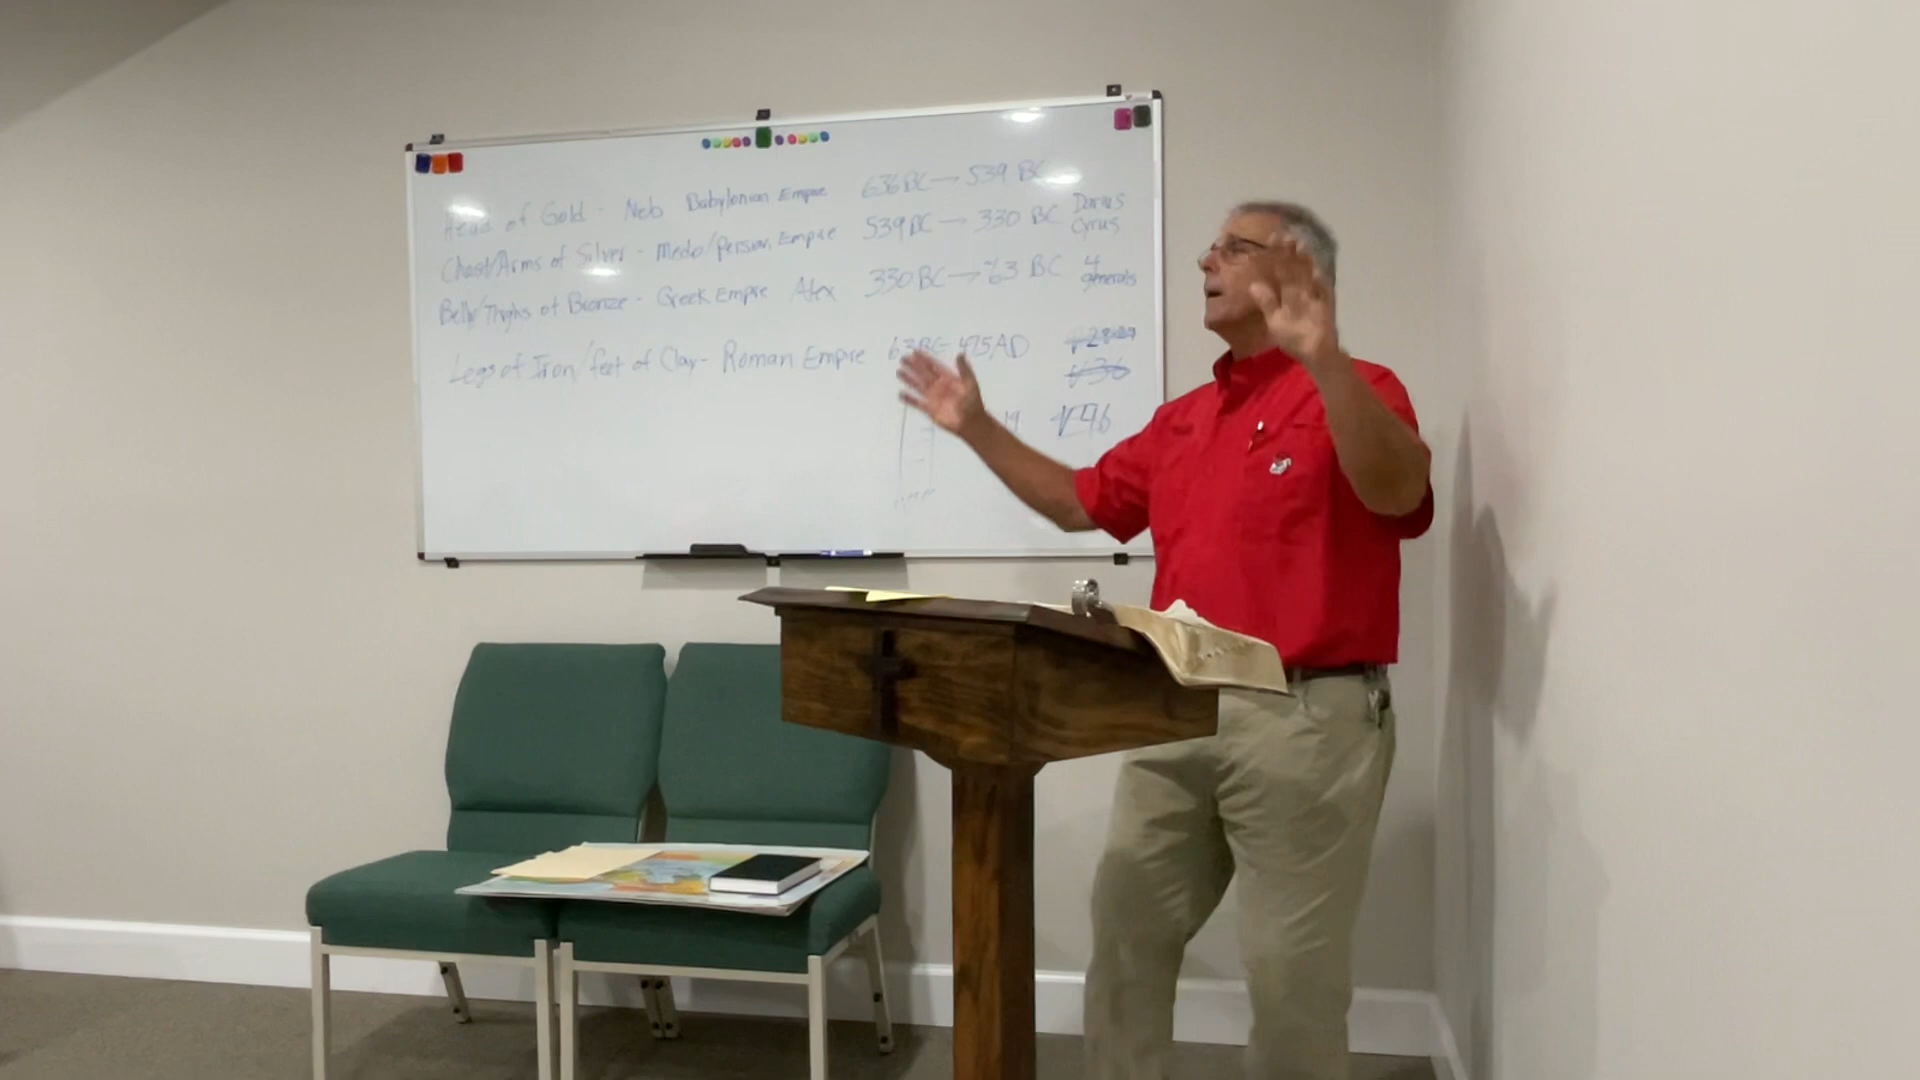 Head of Gold - Neb Babylonian Empire 636 BC → 539 BC
Chest/Arms of Silver - Medo/Persian Empire 539 BC → 330 BC Darius Cyrus
Belly/Thighs of Bronze - Greek Empire Alex 330 BC → 63 BC 4 generals
Legs of Iron/feet of Clay - Roman Empire 63 BC - 475 AD
V36
19 V46